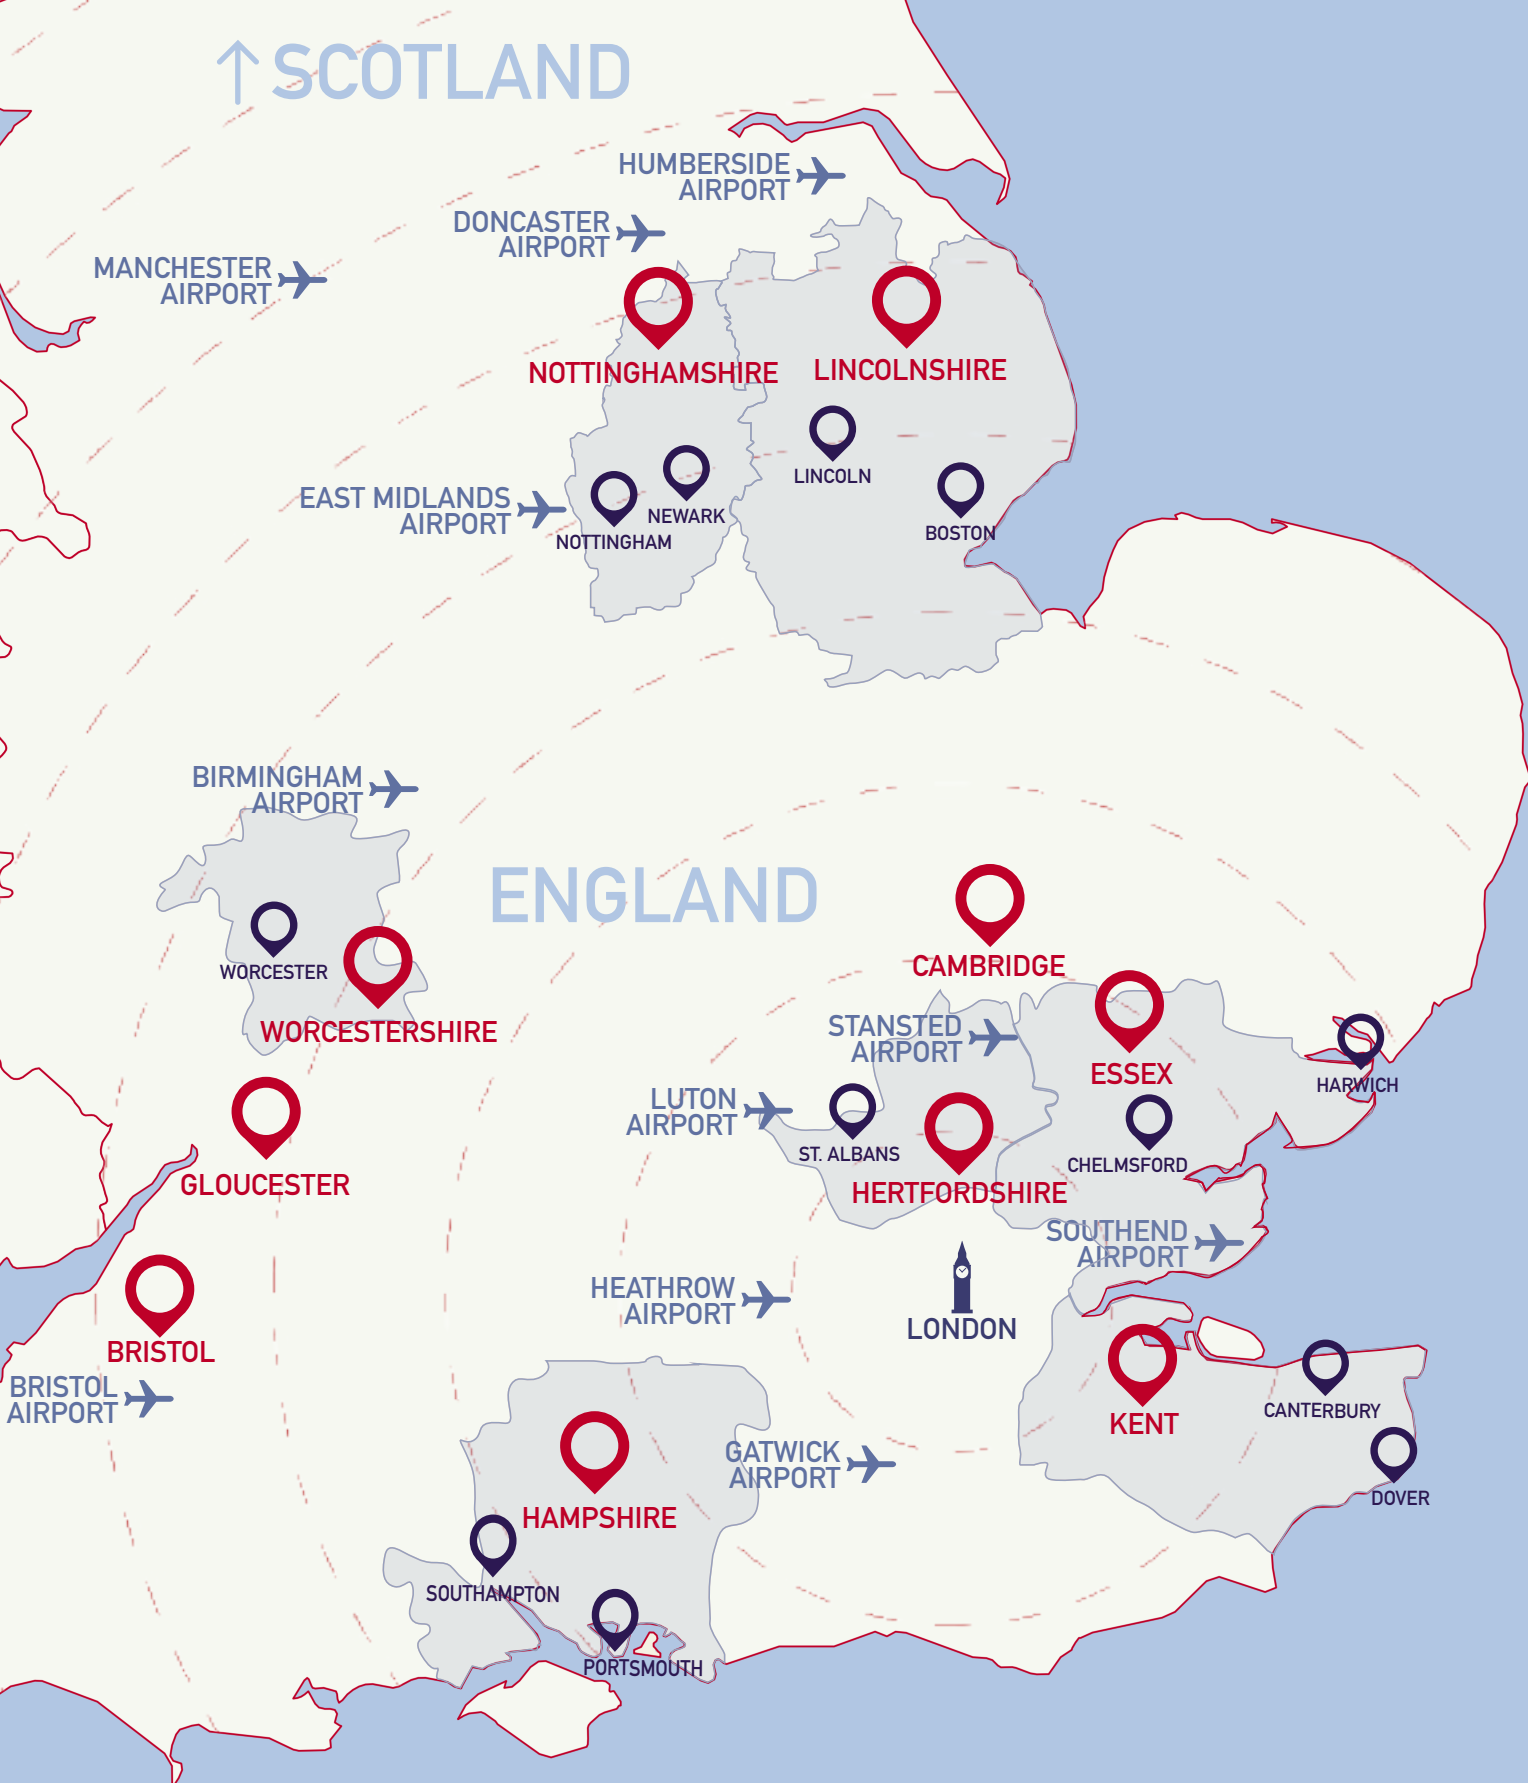 SCOTLAND
HUMBERSIDE
AIRPORT
DONCASTER
AIRPORT
MANCHESTER
AIRPORT
NOTTINGHAMSHIRE
LINCOLNSHIRE
LINCOLN
EAST MIDLANDS
AIRPORT
NEWARK
NOTTINGHAM
BOSTON
BIRMINGHAM
AIRPORT
ENGLAND
WORCESTER
CAMBRIDGE
WORCESTERSHIRE
STANSTED
AIRPORT
ESSEX
HARWICH
LUTON
AIRPORT
ST. ALBANS
CHELMSFORD
GLOUCESTER
HERTFORDSHIRE
SOUTHEND
AIRPORT
HEATHROW
AIRPORT
LONDON
BRISTOL
BRISTOL
AIRPORT
KENT
CANTERBURY
GATWICK
AIRPORT
DOVER
HAMPSHIRE
SOUTHAMPTON
PORTSMOUTH